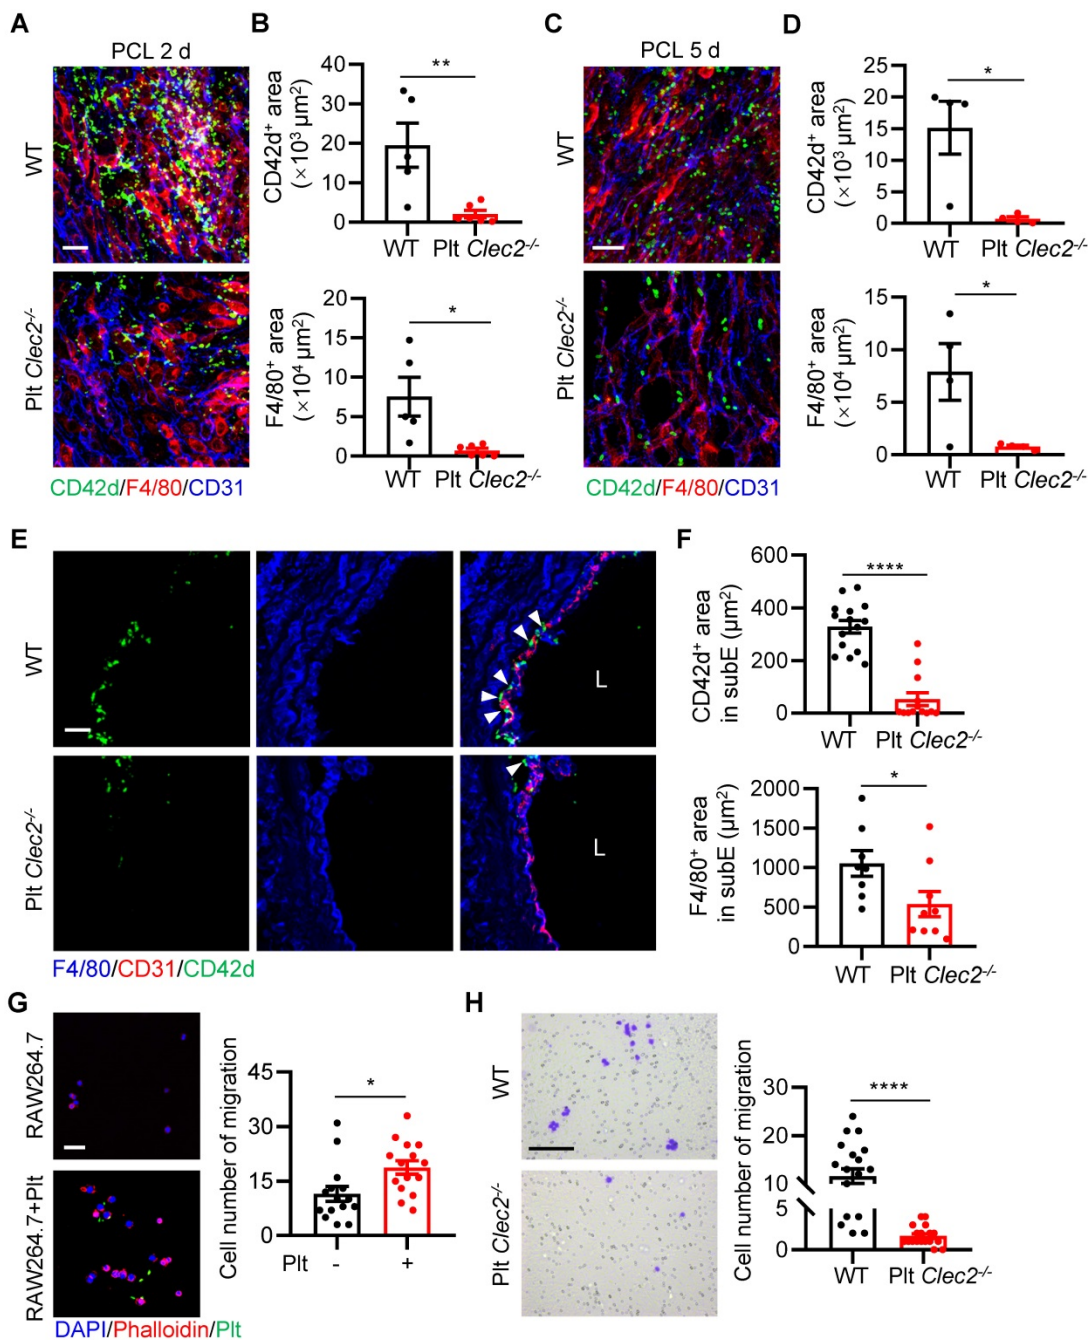 A
PCL 2 d
WT
Plt Clec2-/-
CD42d/F4/80/CD31
B
CD42d+ area
(×10³ µm²)
40
30
20
10
0
**
WT
Plt Clec2-/-
F4/80+ area
(×10⁴ µm²)
20
15
10
5
0
*
WT
Plt Clec2-/-
C
PCL 5 d
WT
Plt Clec2-/-
CD42d/F4/80/CD31
D
CD42d+ area
(×10³ µm²)
25
20
15
10
5
0
*
WT
Plt Clec2-/-
F4/80+ area
(×10⁴ µm²)
15
10
5
0
*
WT
Plt Clec2-/-
E
WT
L
Plt Clec2-/-
L
F4/80/CD31/CD42d
F
CD42d+ area
in subE (µm²)
600
400
200
0
****
WT
Plt Clec2-/-
F4/80+ area
in subE (µm²)
2000
1500
1000
500
0
*
WT
Plt Clec2-/-
G
RAW264.7
RAW264.7+Plt
DAPI/Phalloidin/Plt
Cell number of migration
45
30
15
0
*
Plt
-
+
H
WT
Plt Clec2-/-
Cell number of migration
30
20
10
5
0
****
WT
Plt Clec2-/-